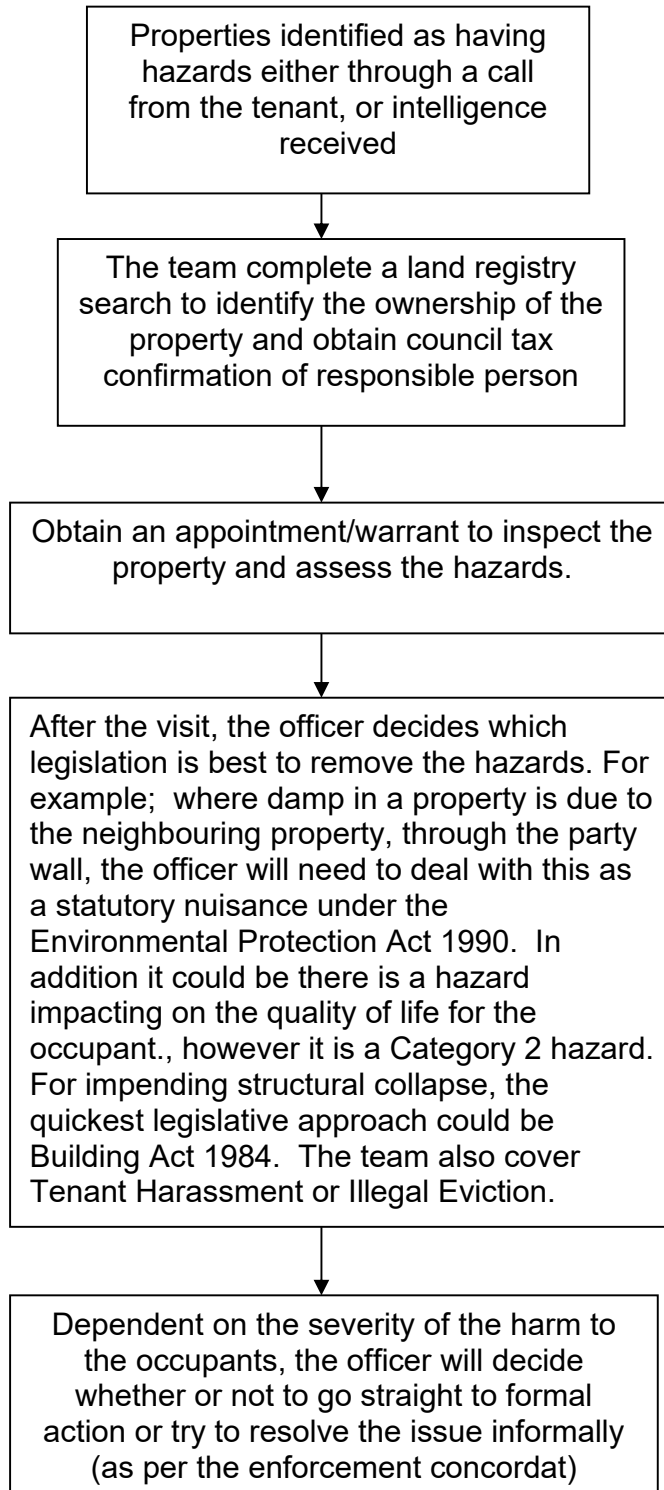 Properties identified as having
hazards either through a call
from the tenant, or intelligence
received
The team complete a land registry
search to identify the ownership of the
property and obtain council tax
confirmation of responsible person
Obtain an appointment/warrant to inspect the
property and assess the hazards.
After the visit, the officer decides which
legislation is best to remove the hazards. For
example;  where damp in a property is due to
the neighbouring property, through the party
wall, the officer will need to deal with this as
a statutory nuisance under the
Environmental Protection Act 1990.  In
addition it could be there is a hazard
impacting on the quality of life for the
occupant., however it is a Category 2 hazard.
For impending structural collapse, the
quickest legislative approach could be
Building Act 1984.  The team also cover
Tenant Harassment or Illegal Eviction.
Dependent on the severity of the harm to
the occupants, the officer will decide
whether or not to go straight to formal
action or try to resolve the issue informally
(as per the enforcement concordat)